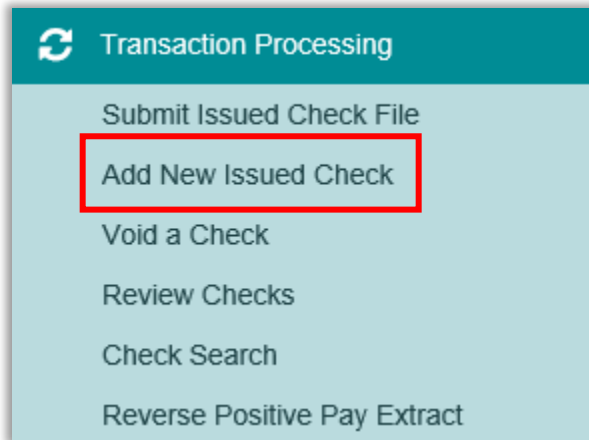 Transaction Processing
Submit Issued Check File
Add New Issued Check
Void a Check
Review Checks
Check Search
Reverse Positive Pay Extract